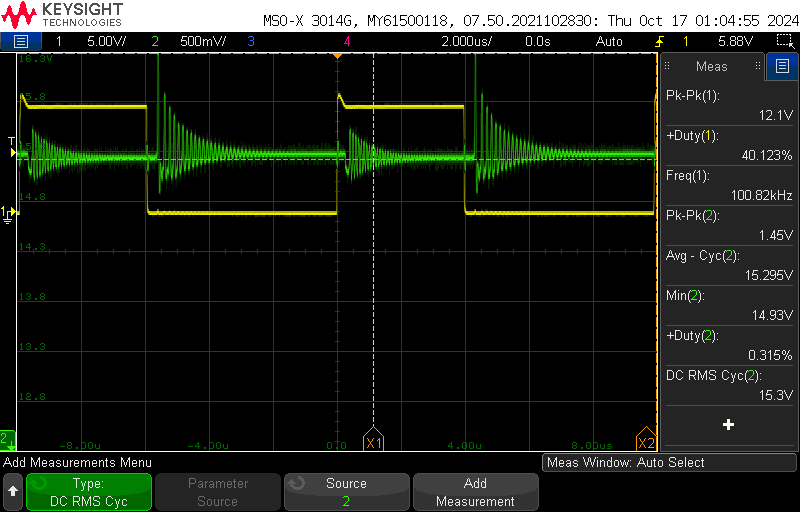 KEYSIGHT
TECHNOLOGIES
MSO-X 3014G, MY61500118, 07.50.2021102830: Thu Oct 17 01:04:55 2024
1 5.00V/ 2 500mV/ 3 4 2.000us/ 0.0s Auto 1 5.88V
16.3V
15.8
14.8
14.3
13.8
13.3
12.8
-8.00u -4.00u 0.0 4.00u 8.00u
T
1
2
X1
X2
Meas
Pk-Pk(1):
12.1V
+Duty(1):
40.123%
Freq(1):
100.82kHz
Pk-Pk(2):
1.45V
Avg - Cyc(2):
15.295V
Min(2):
14.93V
+Duty(2):
0.315%
DC RMS Cyc(2):
15.3V
+
Add Measurements Menu
Meas Window: Auto Select
Type:
DC RMS Cyc
Parameter
Source
Source
2
Add
Measurement